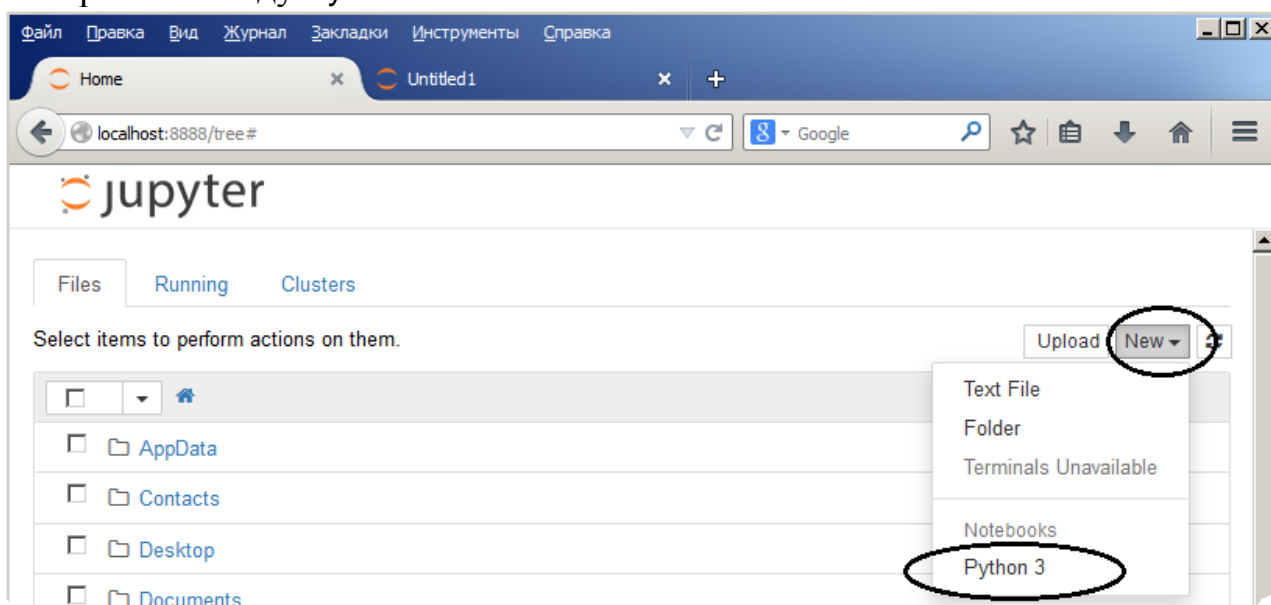 Файл Правка Вид Журнал Закладки Инструменты Справка
Home Untitled1
localhost:8888/tree# Google
jupyter
Files Running Clusters
Select items to perform actions on them. Upload New
Text File
Folder
AppData
Terminals Unavailable
Contacts
Notebooks
Desktop
Python 3
Documents